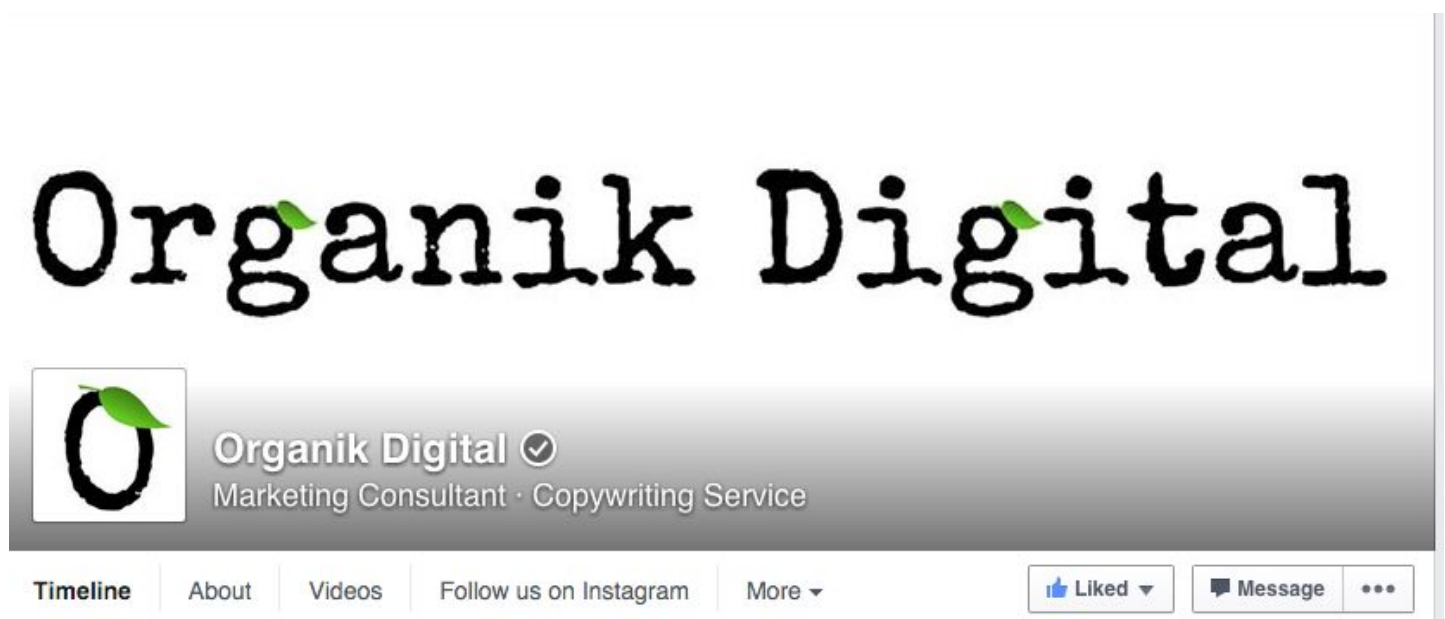 Organik Digital
O
Organik Digital
Marketing Consultant · Copywriting Service
Timeline About Videos Follow us on Instagram More Liked Message